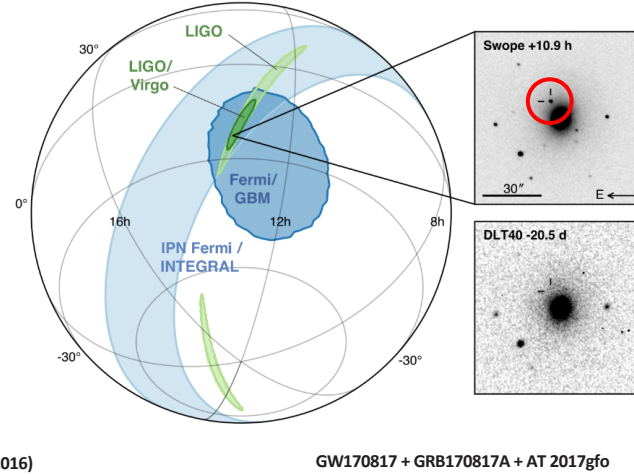 LIGO
30°
LIGO/
Virgo
Swope +10.9 h
30″
E ←
Fermi/
GBM
0°
16h
12h
8h
DLT40 -20.5 d
IPN Fermi /
INTEGRAL
-30°
-30°
2016)
GW170817 + GRB170817A + AT 2017gfo